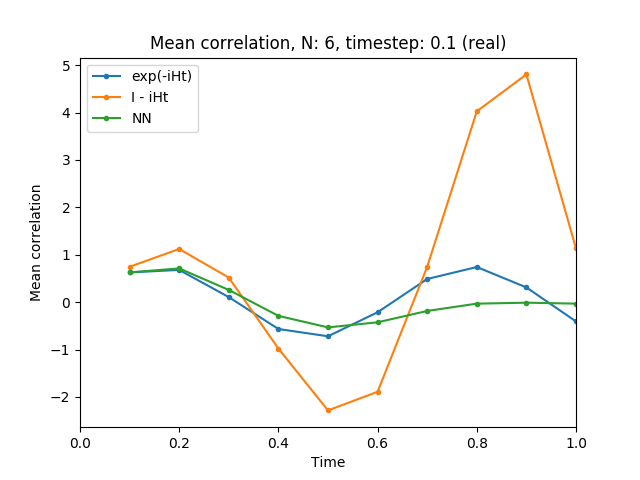 Mean correlation, N: 6, timestep: 0.1 (real)
exp(-iHt)
I - iHt
NN
Mean correlation
5
4
3
2
1
0
−1
−2
0.0
0.2
0.4
0.6
0.8
1.0
Time